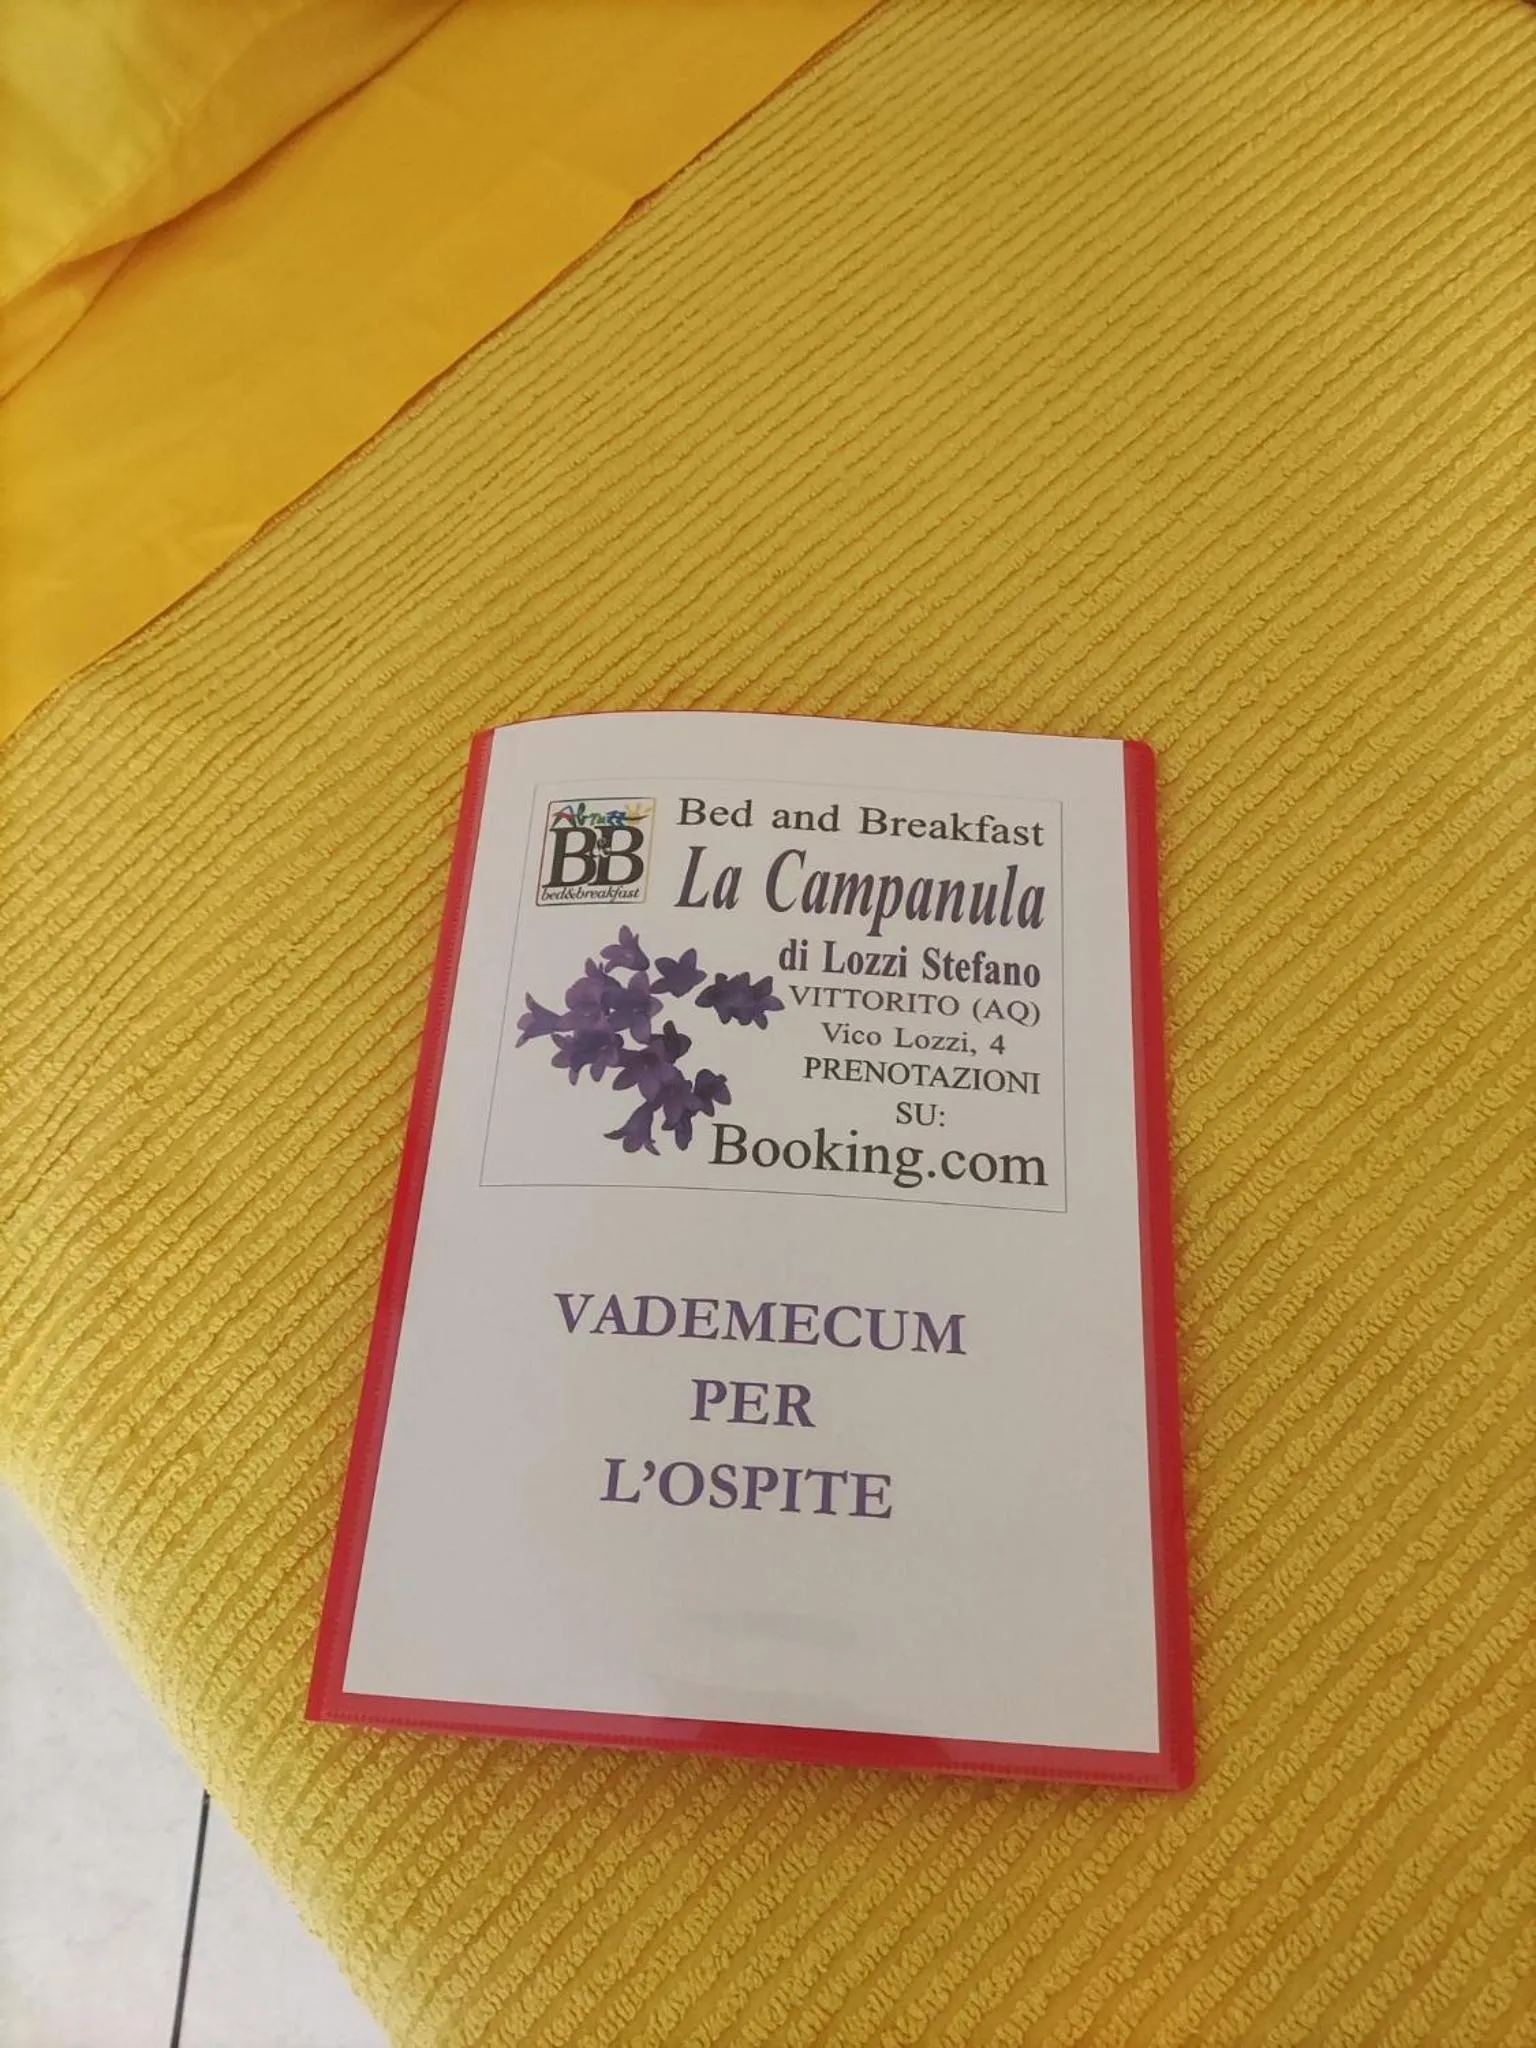 Abruzzo
B&B
bed&breakfast
Bed and Breakfast
La Campanula
di Lozzi Stefano
VITTORITO (AQ)
Vico Lozzi, 4
PRENOTAZIONI
SU:
Booking.com
VADEMECUM
PER
L'OSPITE